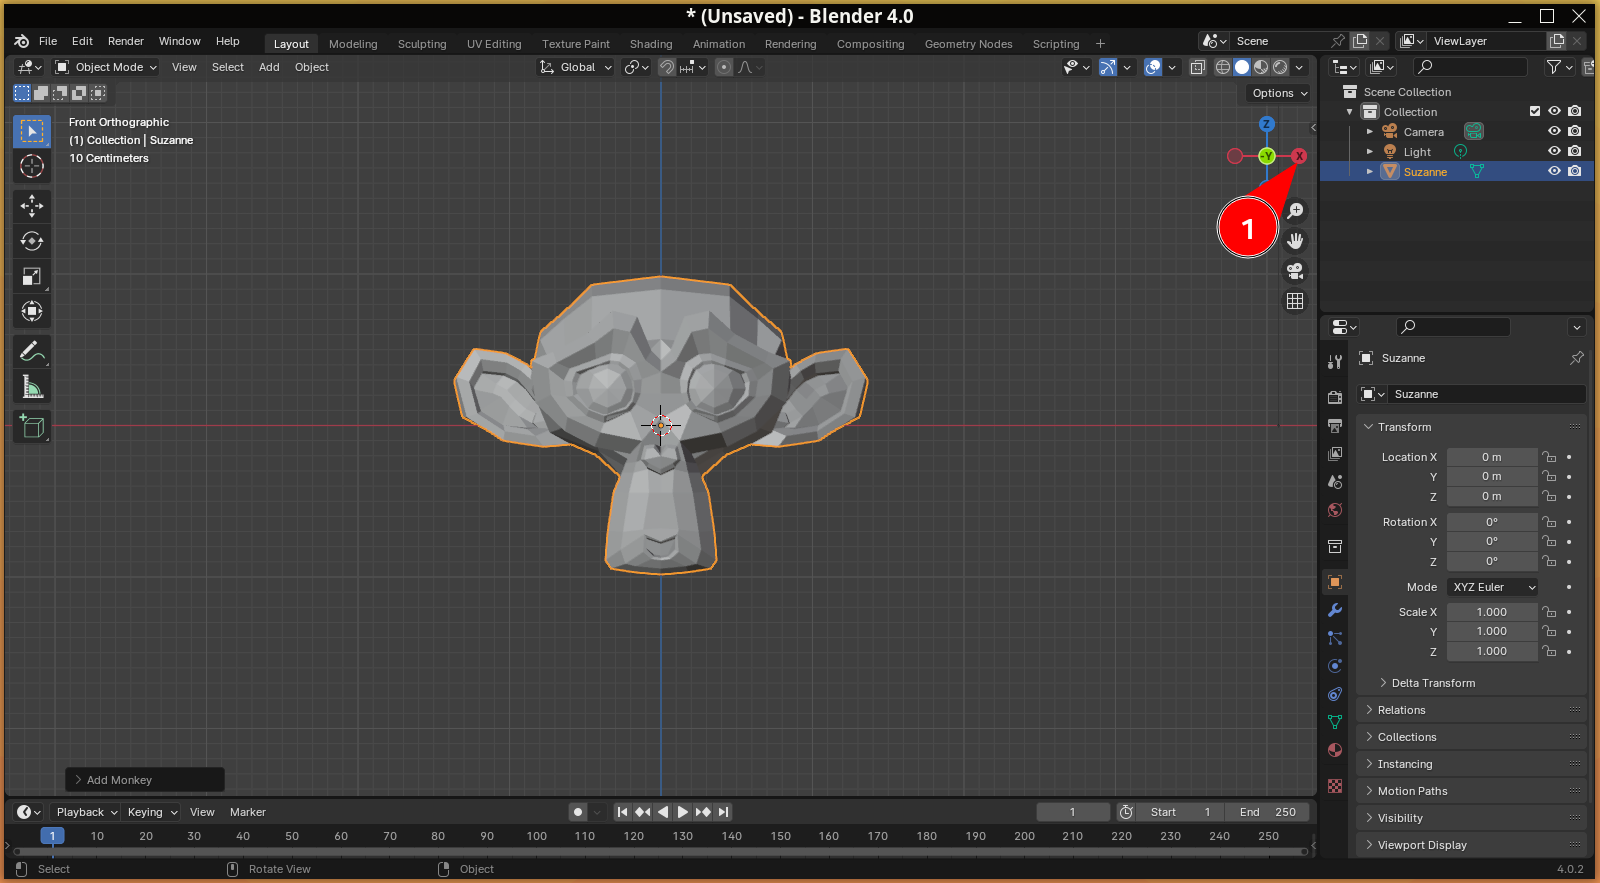 * (Unsaved) - Blender 4.0
File Edit Render Window Help Layout Modeling Sculpting UV Editing Texture Paint Shading Animation Rendering Compositing Geometry Nodes Scripting + Scene ViewLayer
Object Mode View Select Add Object Global
Options
Front Orthographic
(1) Collection | Suzanne
10 Centimeters
Z
-Y X
1
Scene Collection
Collection
Camera
Light
Suzanne
Suzanne
Suzanne
Transform
Location X 0 m
Y 0 m
Z 0 m
Rotation X 0°
Y 0°
Z 0°
Mode XYZ Euler
Scale X 1.000
Y 1.000
Z 1.000
Delta Transform
Relations
Collections
Instancing
Motion Paths
Visibility
Viewport Display
Add Monkey
Playback Keying View Marker 1 Start 1 End 250
1 10 20 30 40 50 60 70 80 90 100 110 120 130 140 150 160 170 180 190 200 210 220 230 240 250
Select Rotate View Object 4.0.2